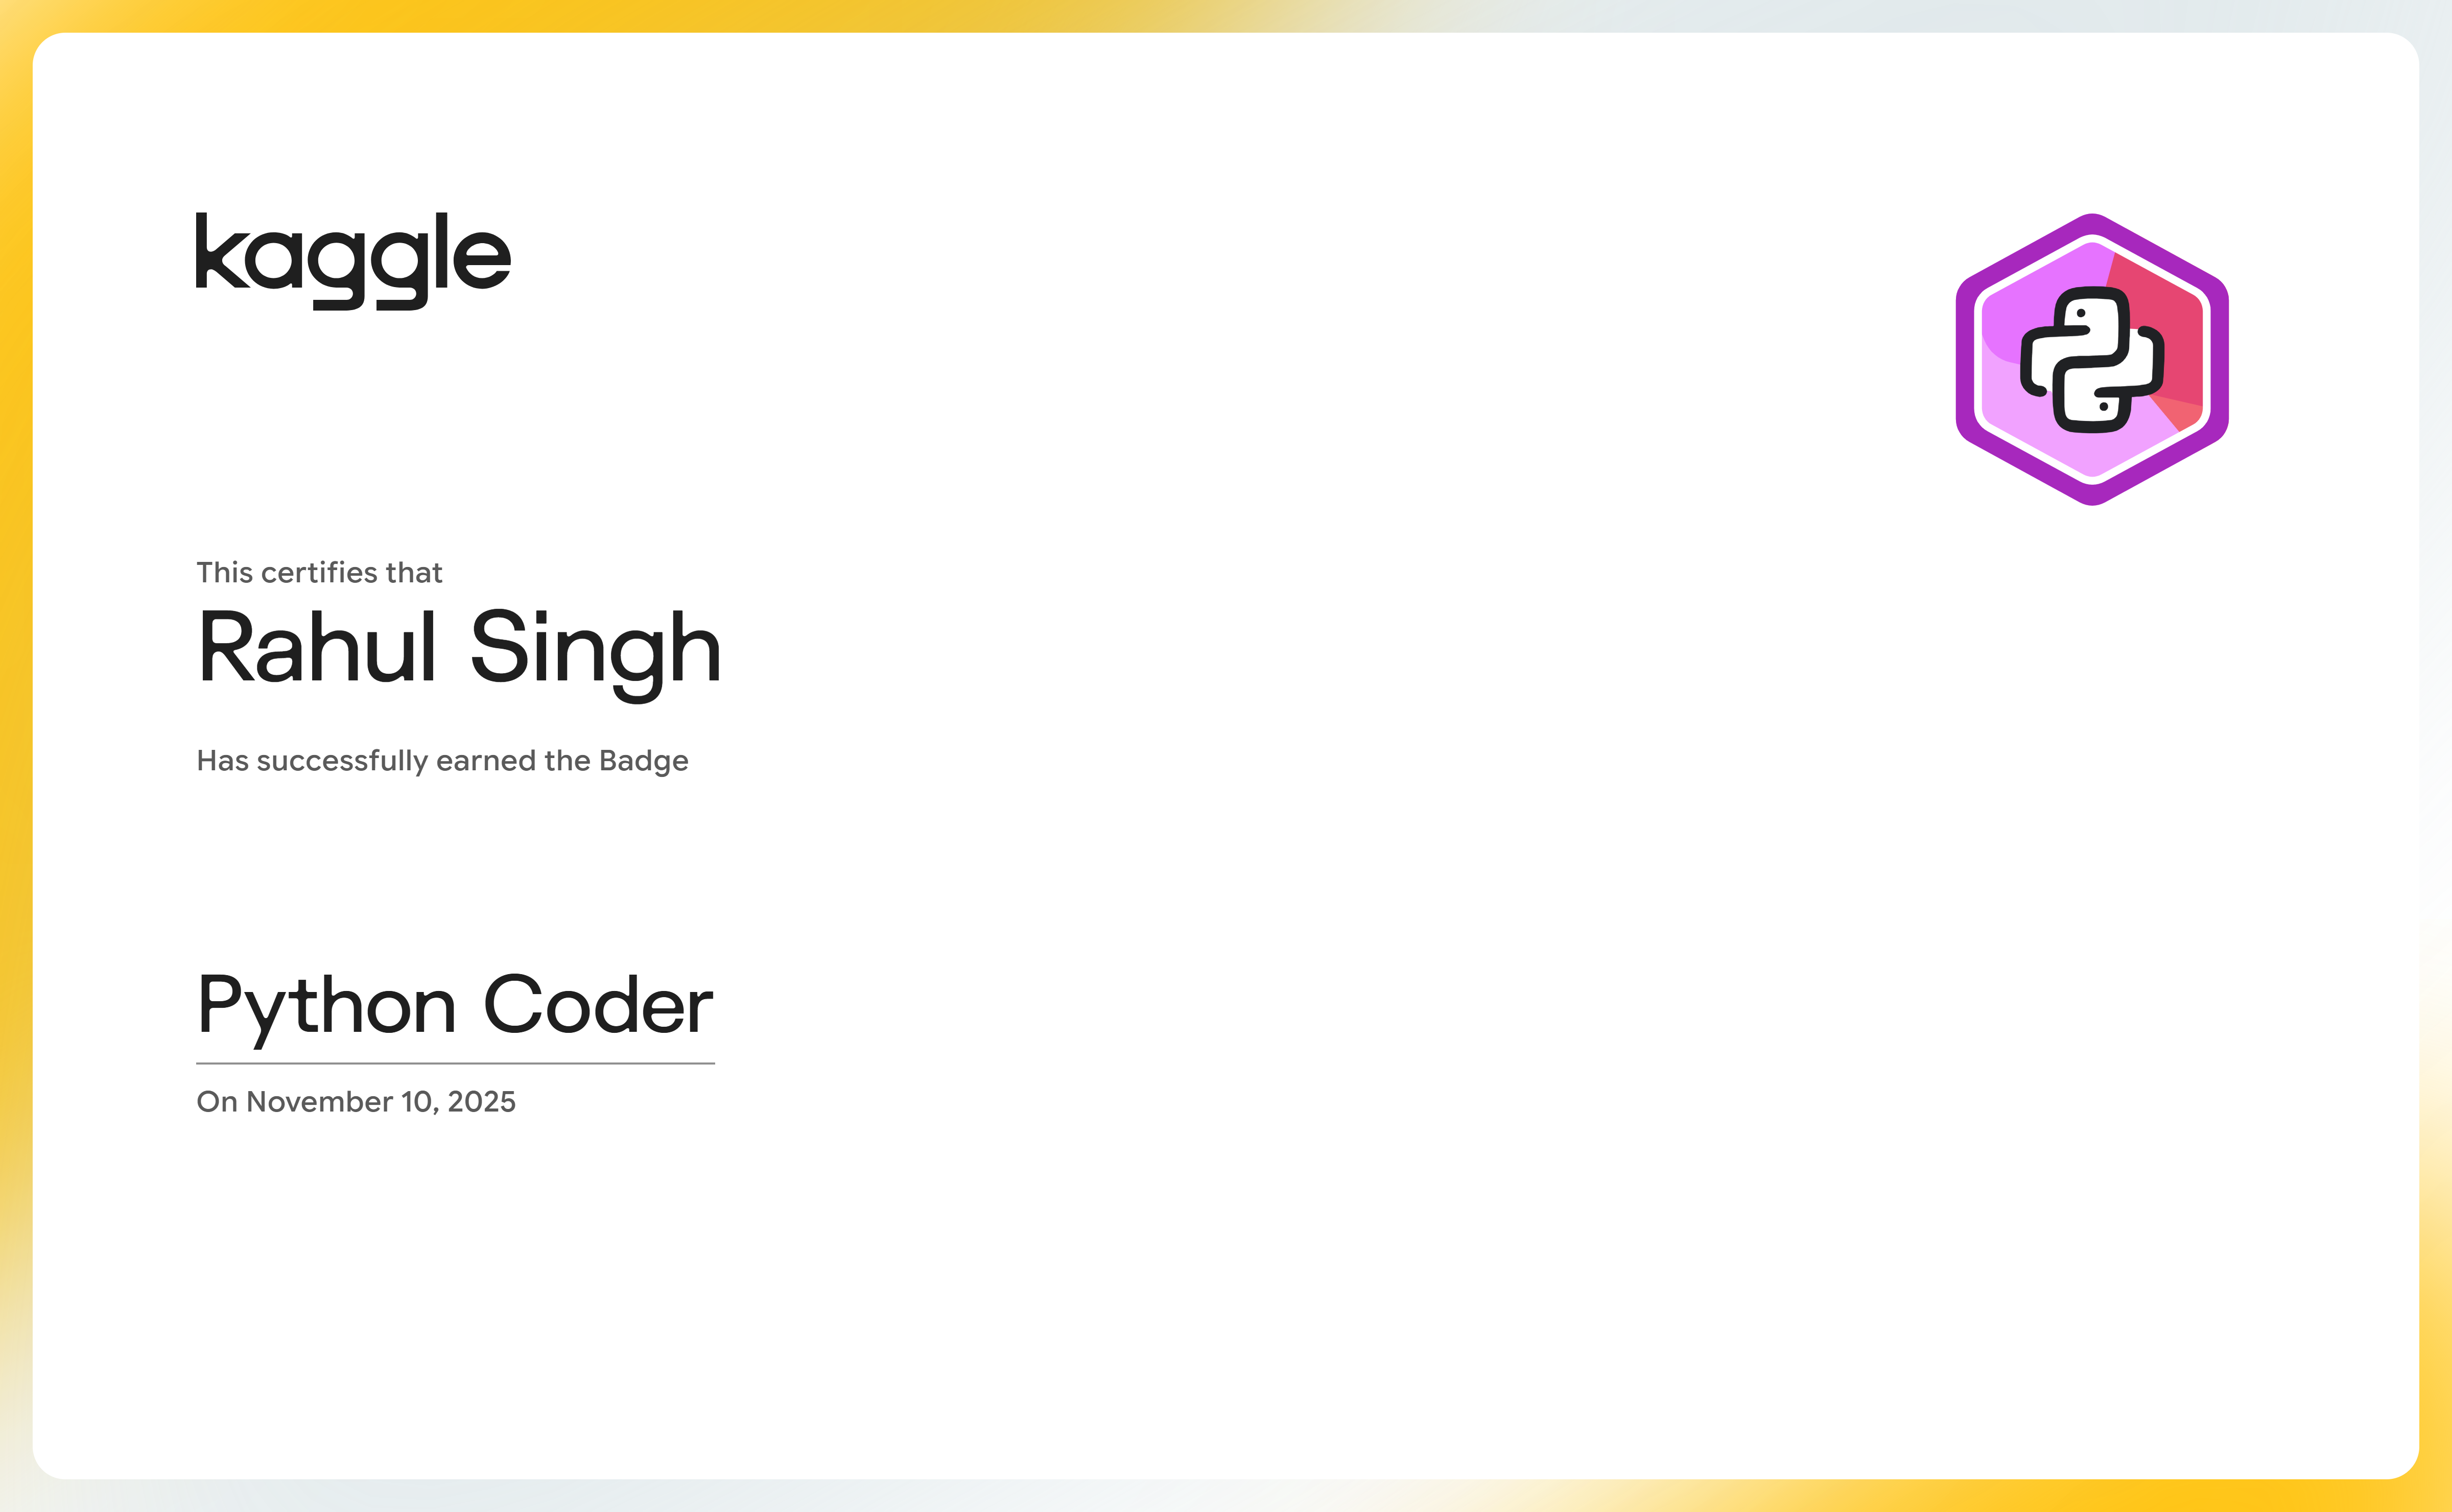 kaggle
This certifies that
Rahul Singh
Has successfully earned the Badge
Python Coder
On November 10, 2025